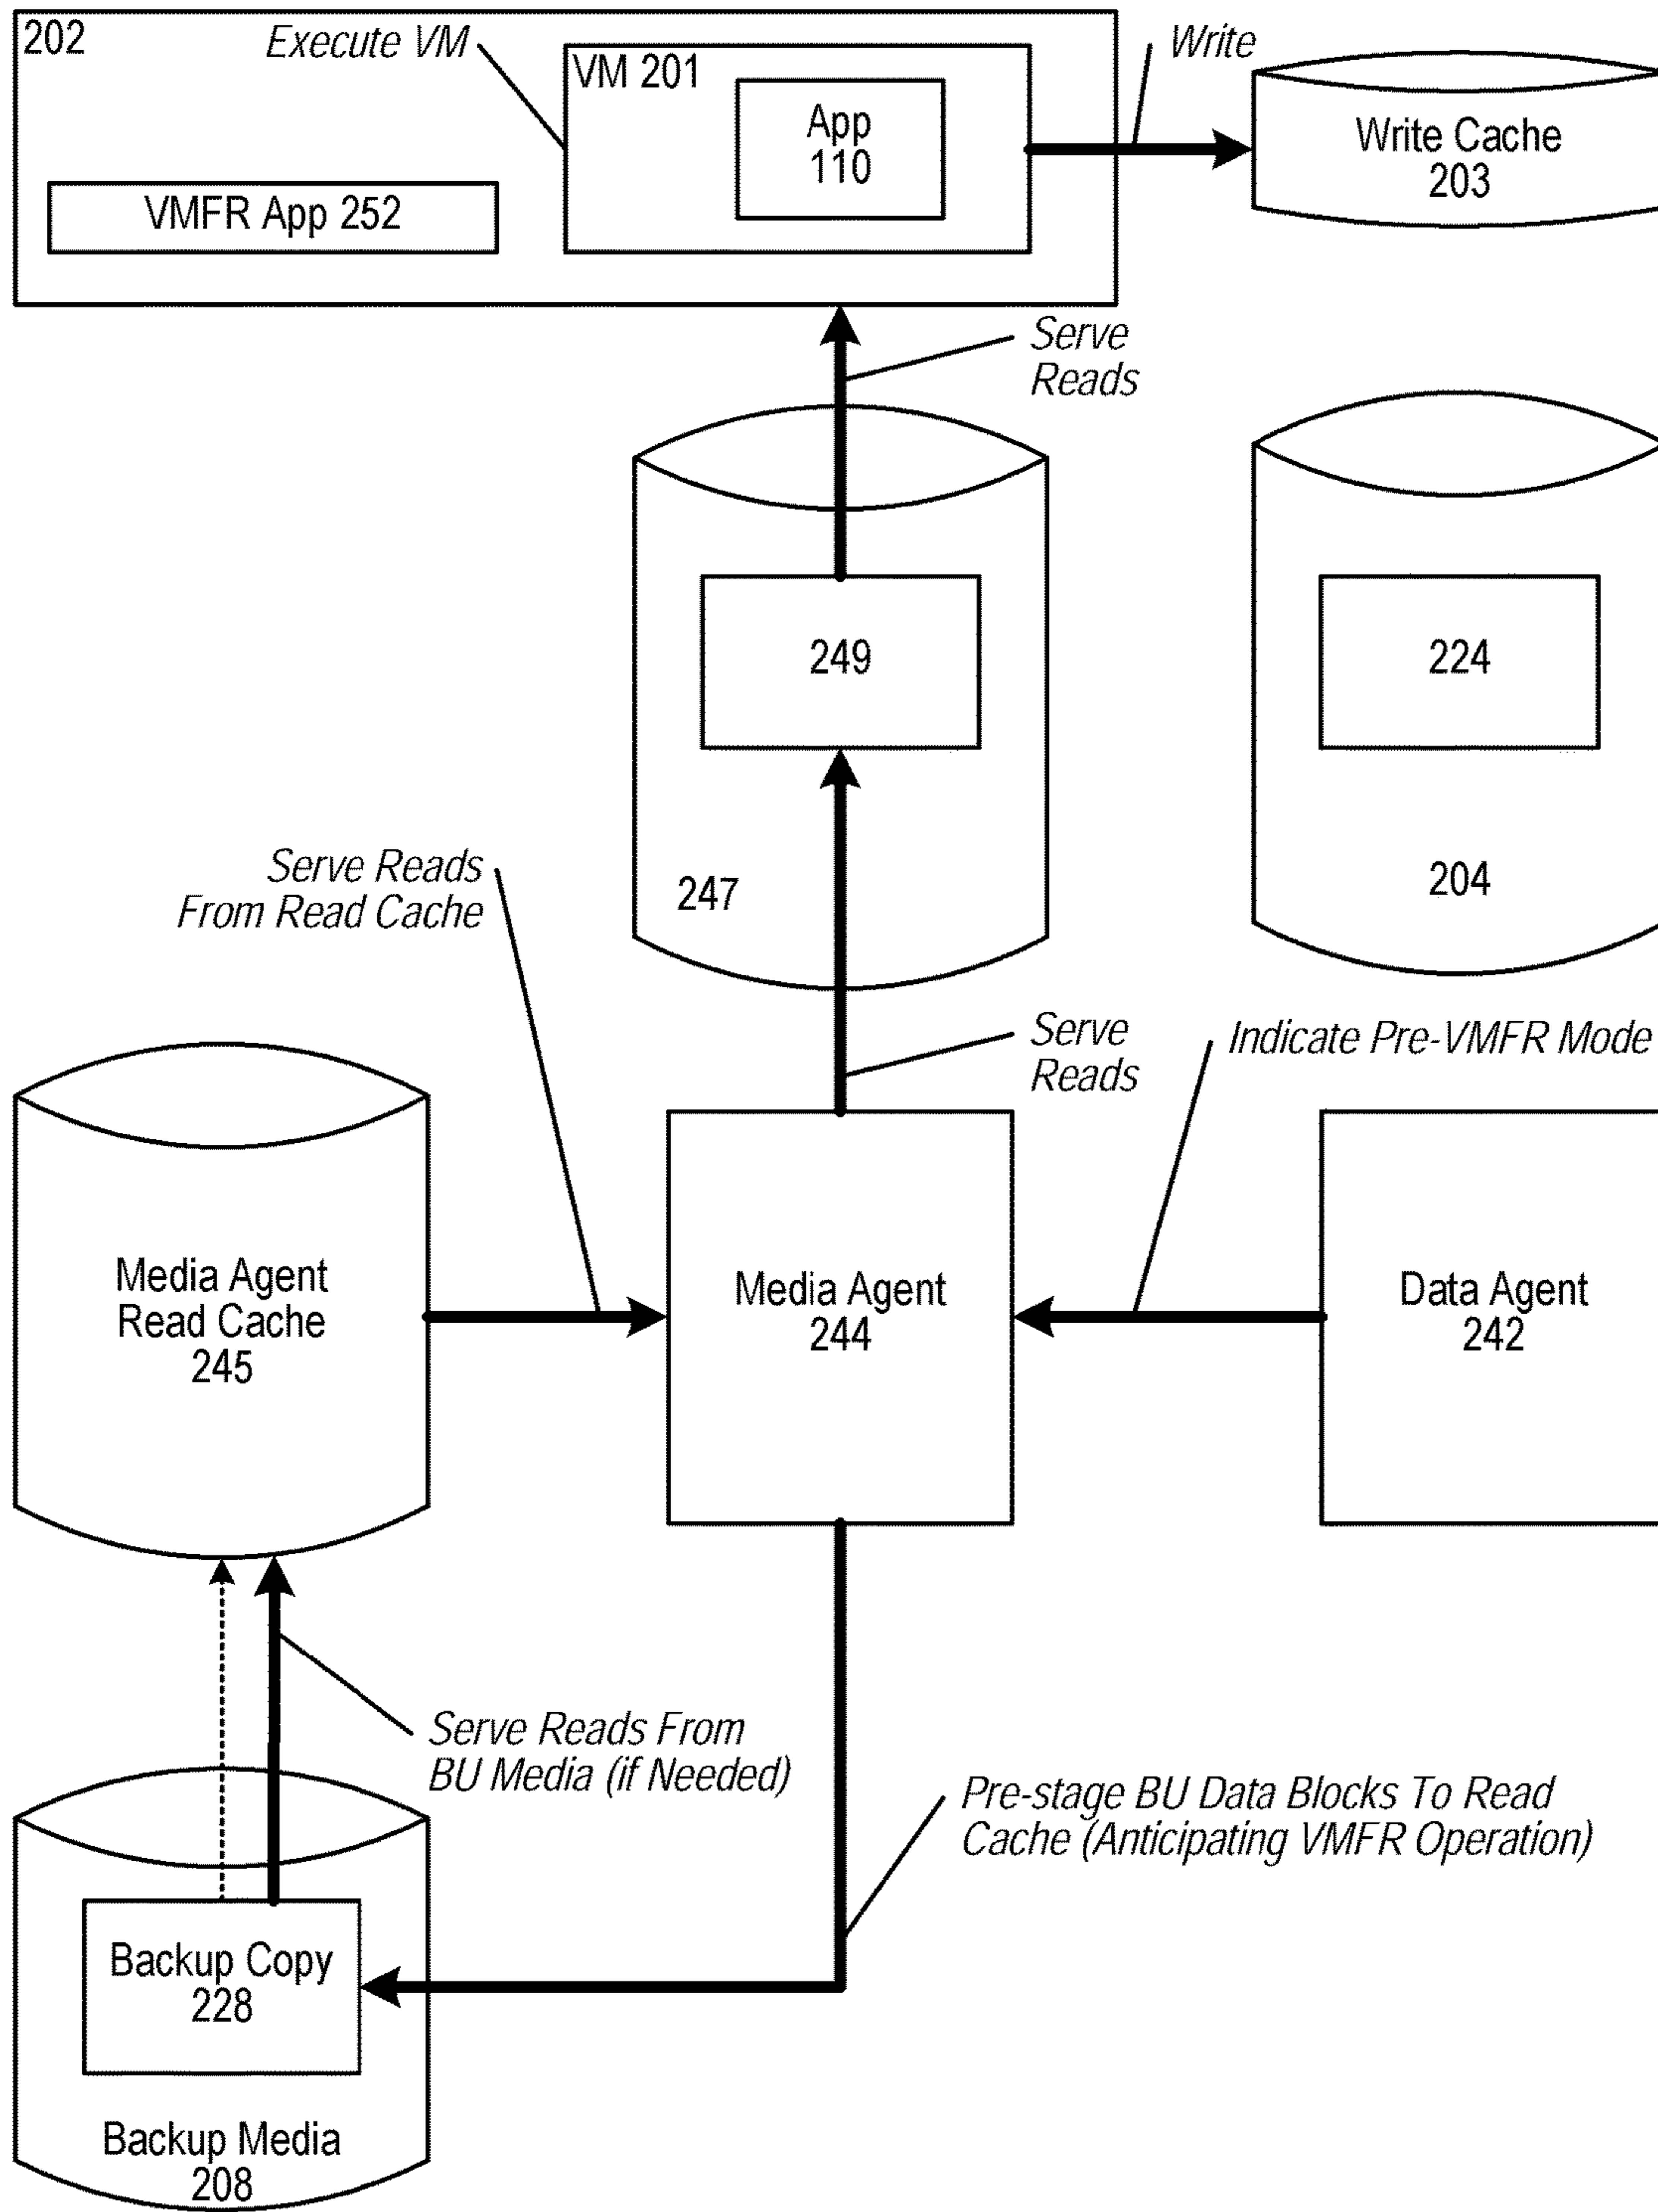 202
Execute VM
VM 201
App
110
VMFR App 252
Write
Write Cache
203
Serve
Reads
249
224
247
204
Serve Reads
From Read Cache
Serve
Reads
Indicate Pre-VMFR Mode
Media Agent
Read Cache
245
Media Agent
244
Data Agent
242
Serve Reads From
BU Media (if Needed)
Pre-stage BU Data Blocks To Read
Cache (Anticipating VMFR Operation)
Backup Copy
228
Backup Media
208